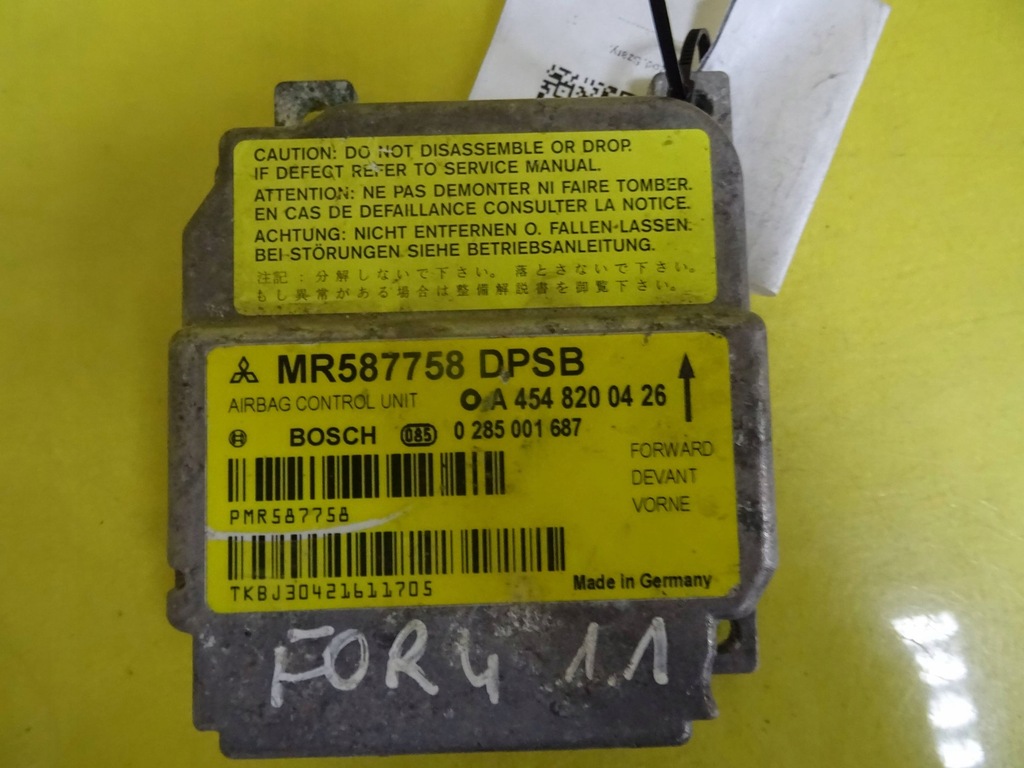 CAUTION: DO NOT DISASSEMBLE OR DROP.
IF DEFECT REFER TO SERVICE MANUAL.
ATTENTION: NE PAS DEMONTER NI FAIRE TOMBER.
EN CAS DE DEFAILLANCE CONSULTER LA NOTICE.
ACHTUNG: NICHT ENTFERNEN O. FALLEN LASSEN.
BEI STÖRUNGEN SIEHE BETRIEBSANLEITUNG.
注記：分解しないで下さい。 落とさないで下さい。
もし異常がある場合は整備解説書を御覧下さい。
MR587758 DPSB
AIRBAG CONTROL UNIT A 454 820 04 26
BOSCH 085 0 285 001 687
FORWARD
DEVANT
VORNE
PMR587758
TKBJ30421611705
Made in Germany
FOR4 1.1